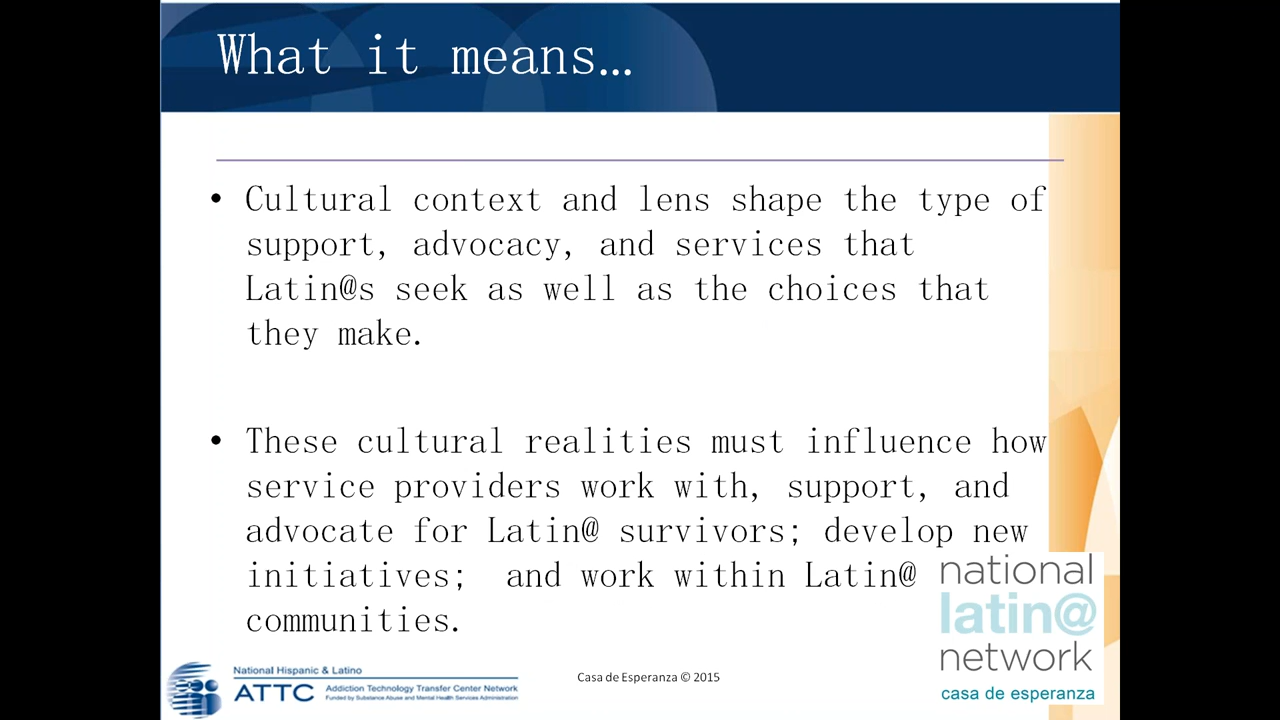 What it means…
• Cultural context and lens shape the type of
support, advocacy, and services that
Latin@s seek as well as the choices that
they make.
• These cultural realities must influence how
service providers work with, support, and
advocate for Latin@ survivors; develop new
initiatives;  and work within Latin@
communities.
national
latin@
network
casa de esperanza
National Hispanic & Latino
ATTC
Addiction Technology Transfer Center Network
Funded by Substance Abuse and Mental Health Services Administration
Casa de Esperanza © 2015